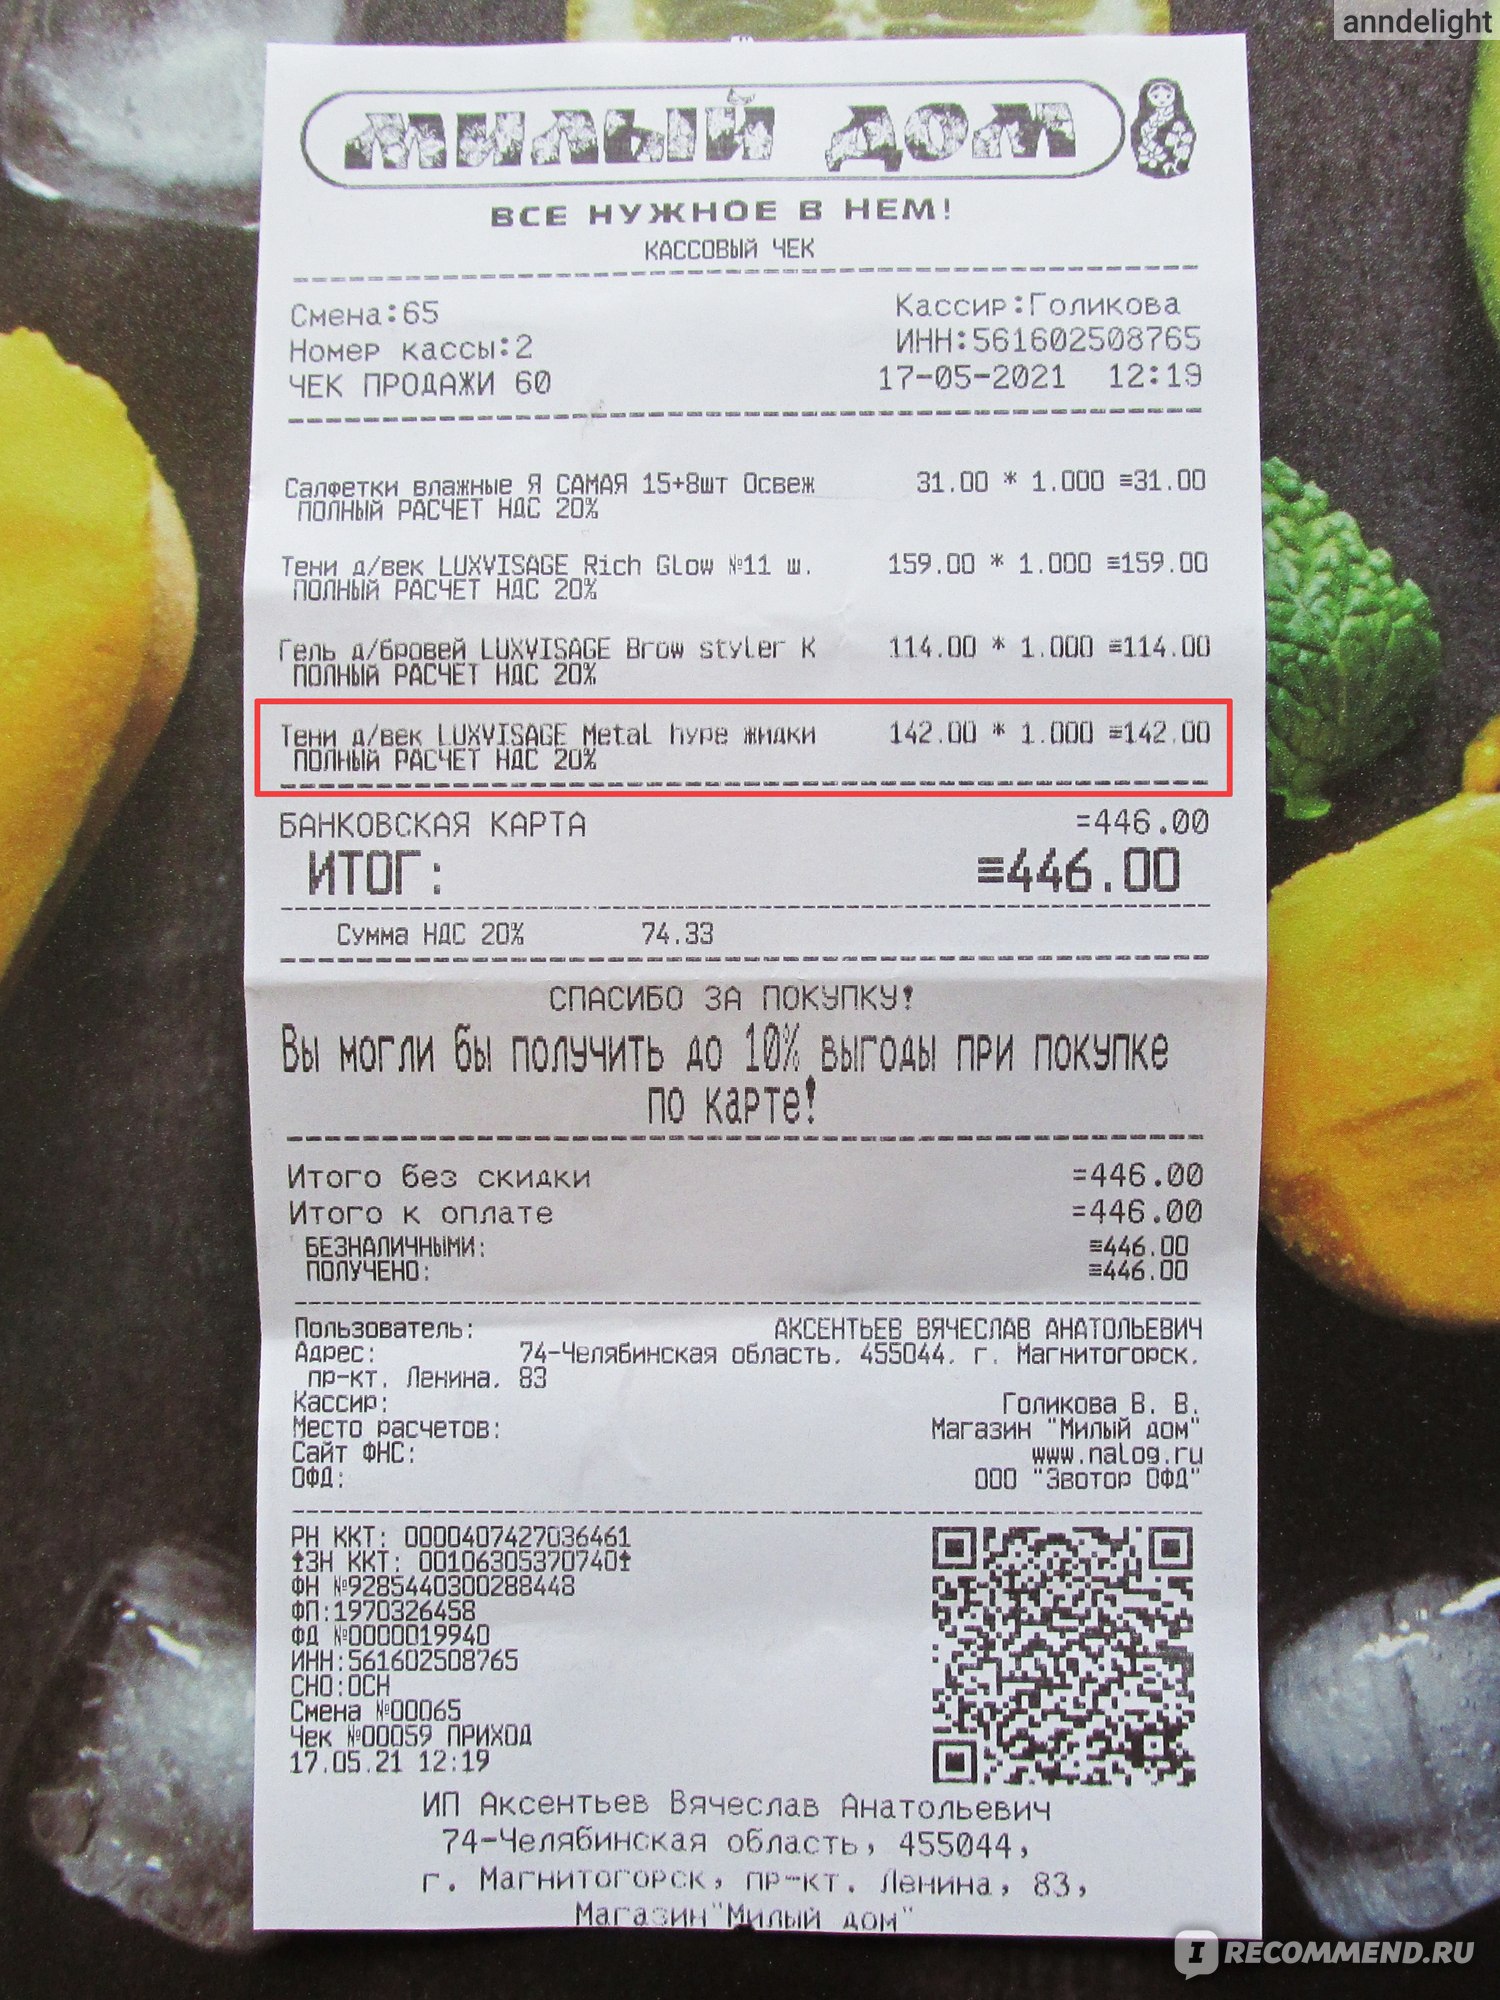 anndelight
МИЛЫЙ ДОМ
ВСЕ НУЖНОЕ В НЕМ!
КАССОВЫЙ ЧЕК
Смена:65 Кассир:Голикова
Номер кассы:2 ИНН:561602508765
ЧЕК ПРОДАЖИ 60 17-05-2021 12:19
Салфетки влажные Я САМАЯ 15+8шт Освеж 31.00 * 1.000 ≡31.00
ПОЛНЫЙ РАСЧЕТ НДС 20%
Тени д/век LUXVISAGE Rich Glow №11 ш. 159.00 * 1.000 ≡159.00
ПОЛНЫЙ РАСЧЕТ НДС 20%
Гель д/бровей LUXVISAGE Brow styler К 114.00 * 1.000 ≡114.00
ПОЛНЫЙ РАСЧЕТ НДС 20%
Тени д/век LUXVISAGE Metal hype жидки 142.00 * 1.000 ≡142.00
ПОЛНЫЙ РАСЧЕТ НДС 20%
БАНКОВСКАЯ КАРТА =446.00
ИТОГ: ≡446.00
Сумма НДС 20% 74.33
СПАСИБО ЗА ПОКУПКУ!
Вы могли бы получить до 10% выгоды при покупке
по карте!
Итого без скидки =446.00
Итого к оплате =446.00
БЕЗНАЛИЧНЫМИ: ≡446.00
ПОЛУЧЕНО: ≡446.00
Пользователь: АКСЕНТЬЕВ ВЯЧЕСЛАВ АНАТОЛЬЕВИЧ
Адрес: 74-Челябинская область, 455044, г. Магнитогорск,
пр-кт. Ленина, 83
Кассир: Голикова В. В.
Место расчетов: Магазин "Милый дом"
Сайт ФНС: www.nalog.ru
ОФД: ООО "Эвотор ОФД"
РН ККТ: 0000407427036461
↑ЗН ККТ: 00106305370740↑
ФН №9285440300288448
ФП:1970326458
ФД №0000019940
ИНН:561602508765
СНО:ОСН
Смена №00065
Чек №00059 ПРИХОД
17.05.21 12:19
ИП Аксентьев Вячеслав Анатольевич
74-Челябинская область, 455044,
г. Магнитогорск, пр-кт. Ленина, 83,
Магазин"Милый дом"
IRECOMMEND.RU